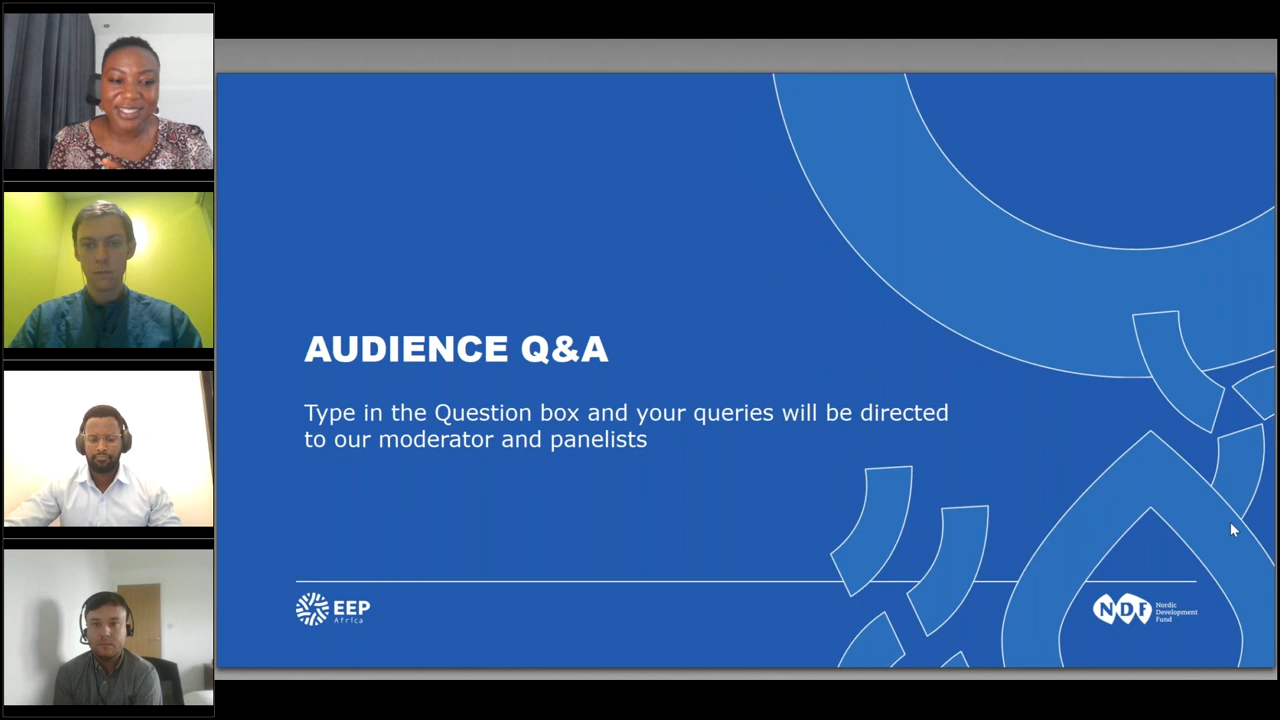 AUDIENCE Q&A
Type in the Question box and your queries will be directed
to our moderator and panelists
EEP
Africa
NDF
Nordic
Development
Fund